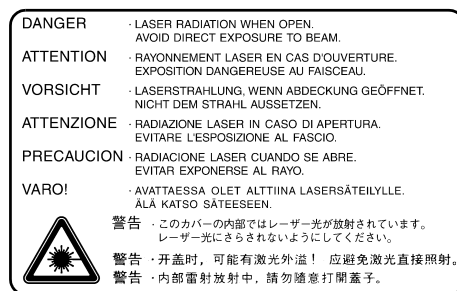 DANGER · LASER RADIATION WHEN OPEN.
AVOID DIRECT EXPOSURE TO BEAM.
ATTENTION · RAYONNEMENT LASER EN CAS D'OUVERTURE.
EXPOSITION DANGEREUSE AU FAISCEAU.
VORSICHT · LASERSTRAHLUNG, WENN ABDECKUNG GEÖFFNET.
NICHT DEM STRAHL AUSSETZEN.
ATTENZIONE · RADIAZIONE LASER IN CASO DI APERTURA.
EVITARE L'ESPOSIZIONE AL FASCIO.
PRECAUCION · RADIACIONE LASER CUANDO SE ABRE.
EVITAR EXPONERSE AL RAYO.
VARO! · AVATTAESSA OLET ALTTIINA LASERSÄTEILYLLE.
ÄLÄ KATSO SÄTEESEEN.
警告 · このカバーの内部ではレーザー光が放射されています。
レーザー光にさらされないようにしてください。
警告 · 开盖时，可能有激光外溢！ 应避免激光直接照射。
警告 · 内部雷射放射中，請勿隨意打開蓋子。